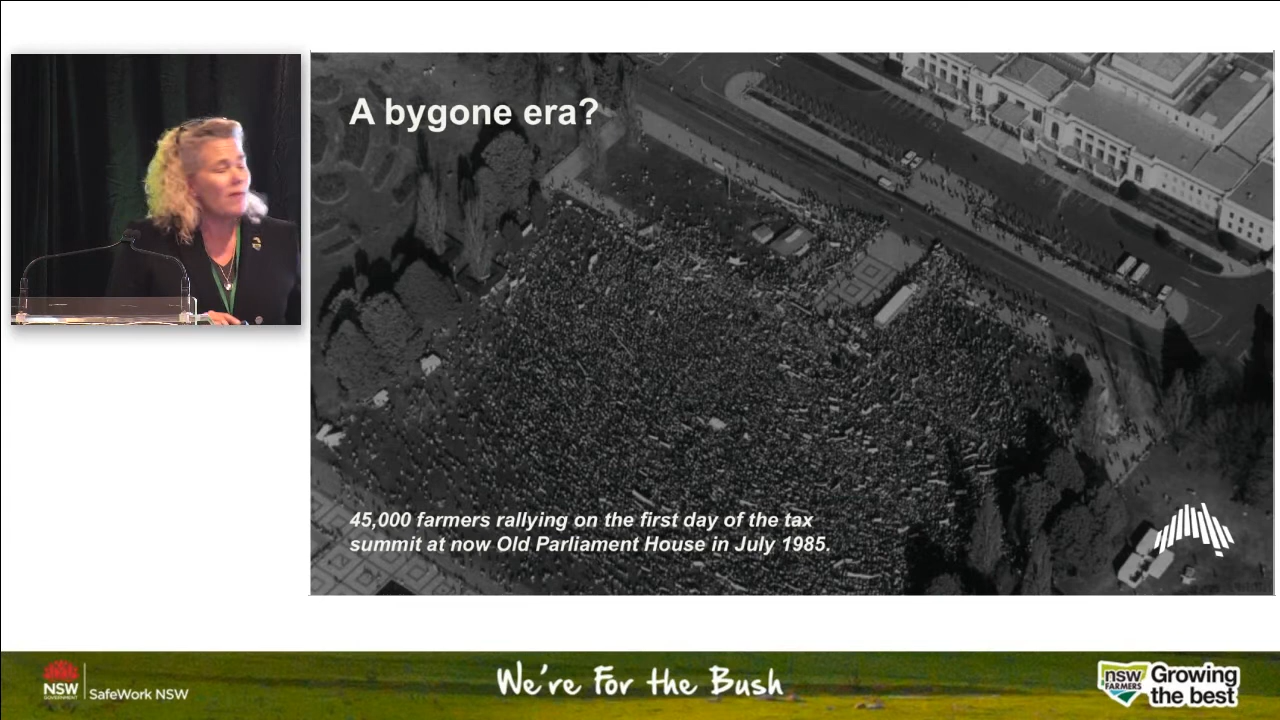 A bygone era?
45,000 farmers rallying on the first day of the tax
summit at now Old Parliament House in July 1985.
NSW
GOVERNMENT
SafeWork NSW
We're For the Bush
nsw
FARMERS
Growing
the best